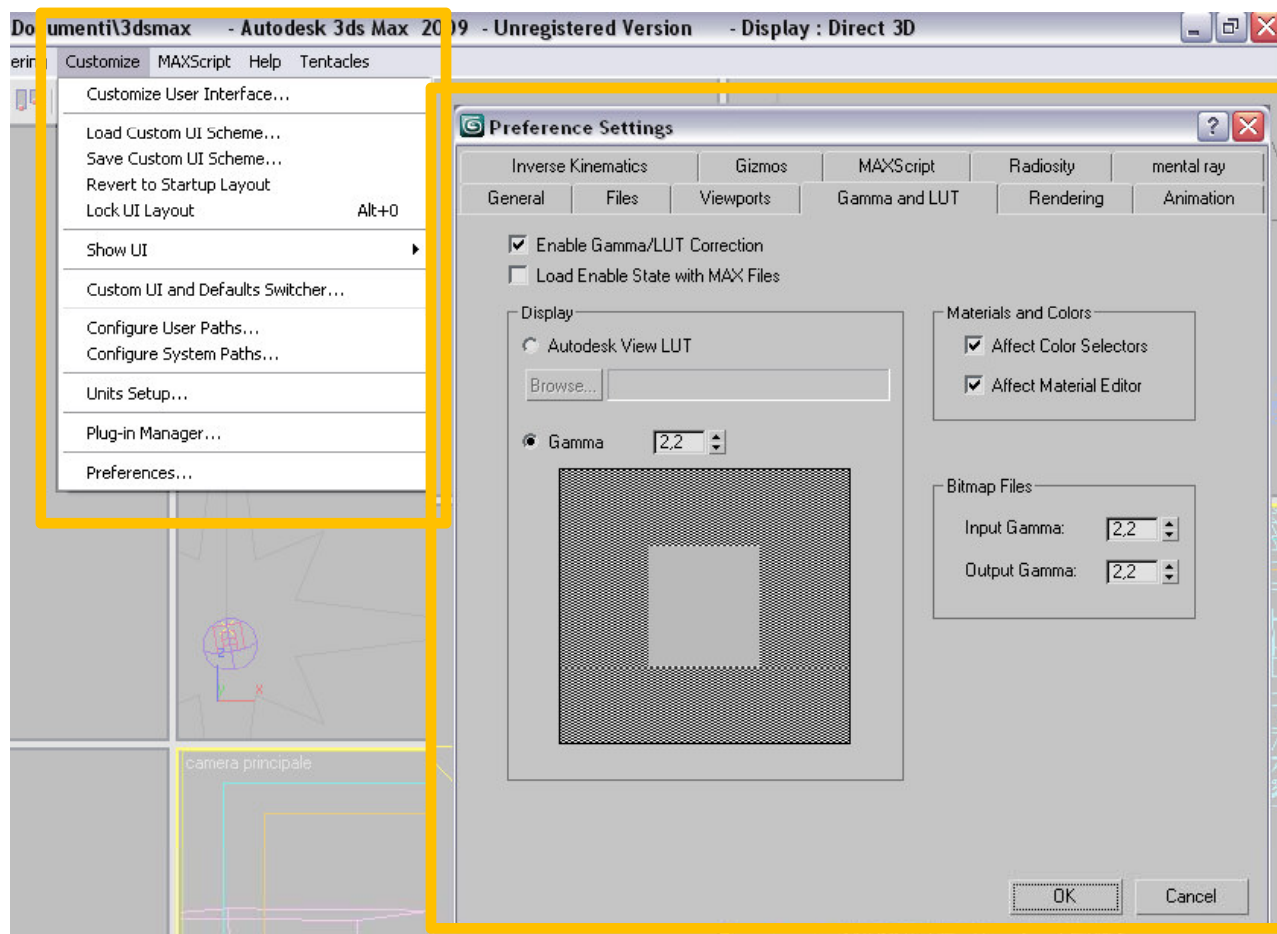 Documenti\3dsmax - Autodesk 3ds Max 2009 - Unregistered Version - Display : Direct 3D
Customize MAXScript Help Tentacles
Customize User Interface...
Load Custom UI Scheme...
Save Custom UI Scheme...
Revert to Startup Layout
Lock UI Layout Alt+0
Show UI
Custom UI and Defaults Switcher...
Configure User Paths...
Configure System Paths...
Units Setup...
Plug-in Manager...
Preferences...
z
y x
camera principale
Preference Settings
Inverse Kinematics Gizmos MAXScript Radiosity mental ray
General Files Viewports Gamma and LUT Rendering Animation
Enable Gamma/LUT Correction
Load Enable State with MAX Files
Display
Autodesk View LUT
Browse...
Gamma 2,2
Materials and Colors
Affect Color Selectors
Affect Material Editor
Bitmap Files
Input Gamma: 2,2
Output Gamma: 2,2
OK Cancel